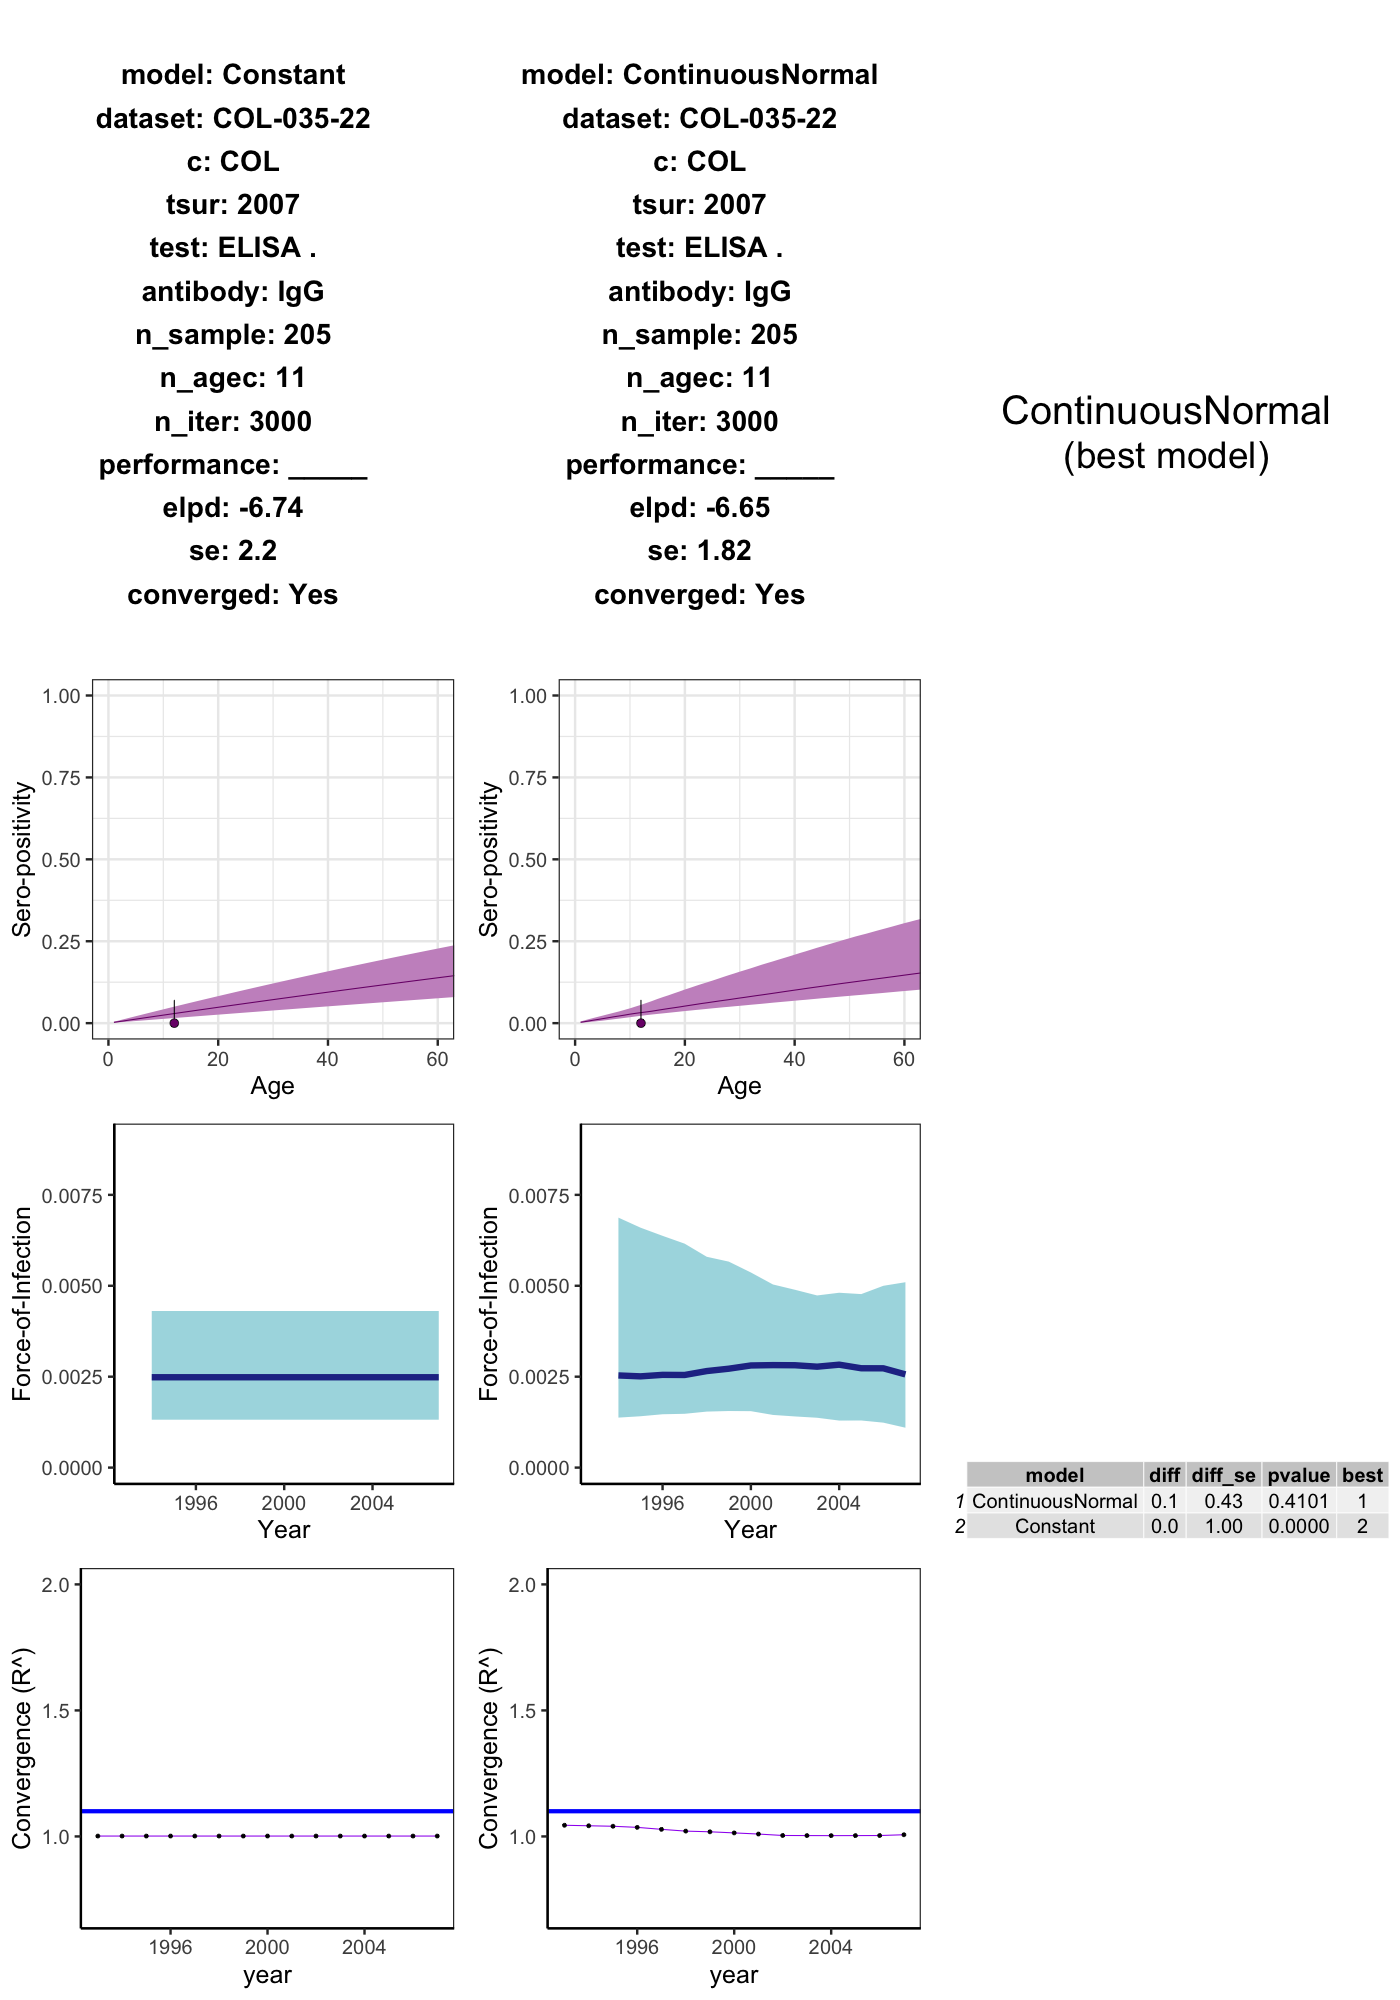 model: Constant
dataset: COL-035-22
c: COL
tsur: 2007
test: ELISA .
antibody: IgG
n_sample: 205
n_agec: 11
n_iter: 3000
performance: _____
elpd: -6.74
se: 2.2
converged: Yes
model: ContinuousNormal
dataset: COL-035-22
c: COL
tsur: 2007
test: ELISA .
antibody: IgG
n_sample: 205
n_agec: 11
n_iter: 3000
performance: _____
elpd: -6.65
se: 1.82
converged: Yes
ContinuousNormal
(best model)
Sero-positivity
1.00
0.75
0.50
0.25
0.00
0 20 40 60
Age
Sero-positivity
1.00
0.75
0.50
0.25
0.00
0 20 40 60
Age
Force-of-Infection
0.0075
0.0050
0.0025
0.0000
1996 2000 2004
Year
Force-of-Infection
0.0075
0.0050
0.0025
0.0000
1996 2000 2004
Year
model diff diff_se pvalue best
1 ContinuousNormal 0.1 0.43 0.4101 1
2 Constant 0.0 1.00 0.0000 2
Convergence (R^)
2.0
1.5
1.0
1996 2000 2004
year
Convergence (R^)
2.0
1.5
1.0
1996 2000 2004
year